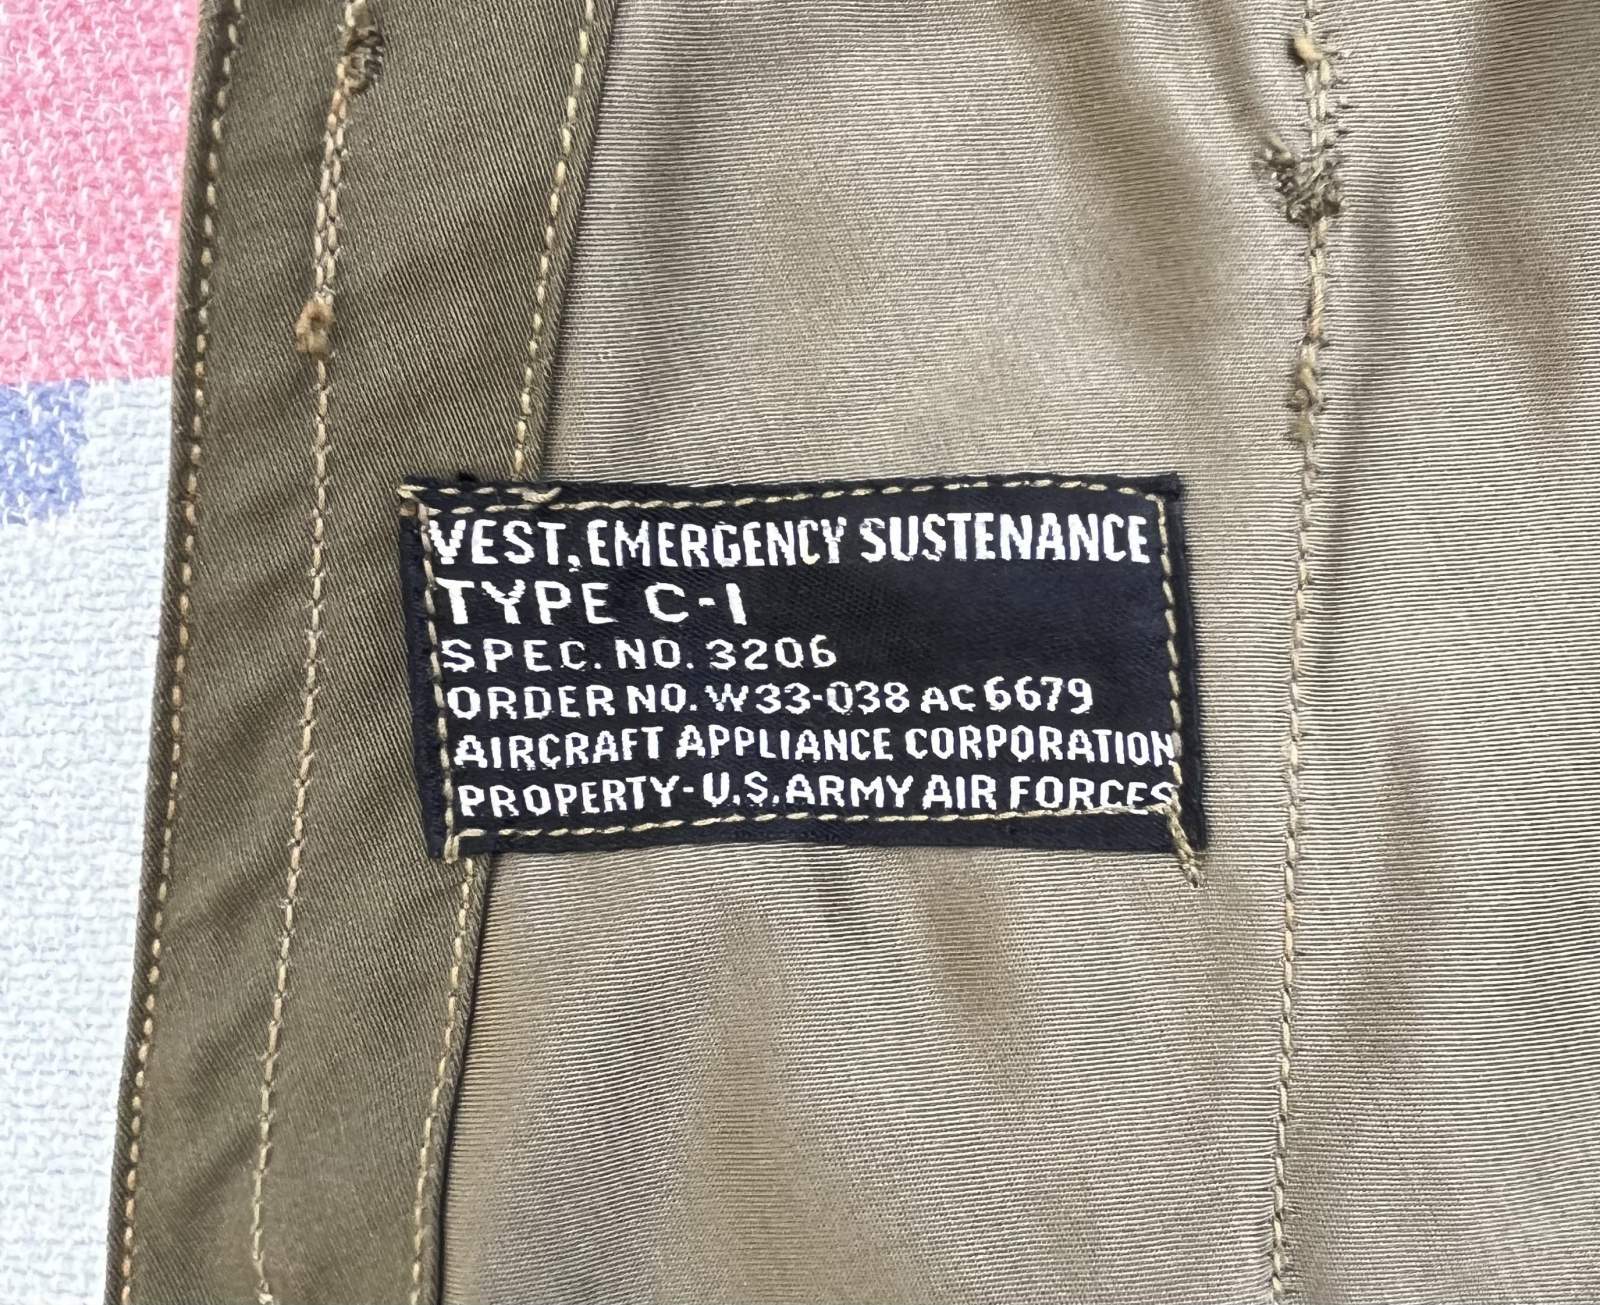 VEST, EMERGENCY SUSTENANCE
TYPE C-1
SPEC. NO. 3206
ORDER NO. W33-038 AC 6679
AIRCRAFT APPLIANCE CORPORATION
PROPERTY-U.S. ARMY AIR FORCES